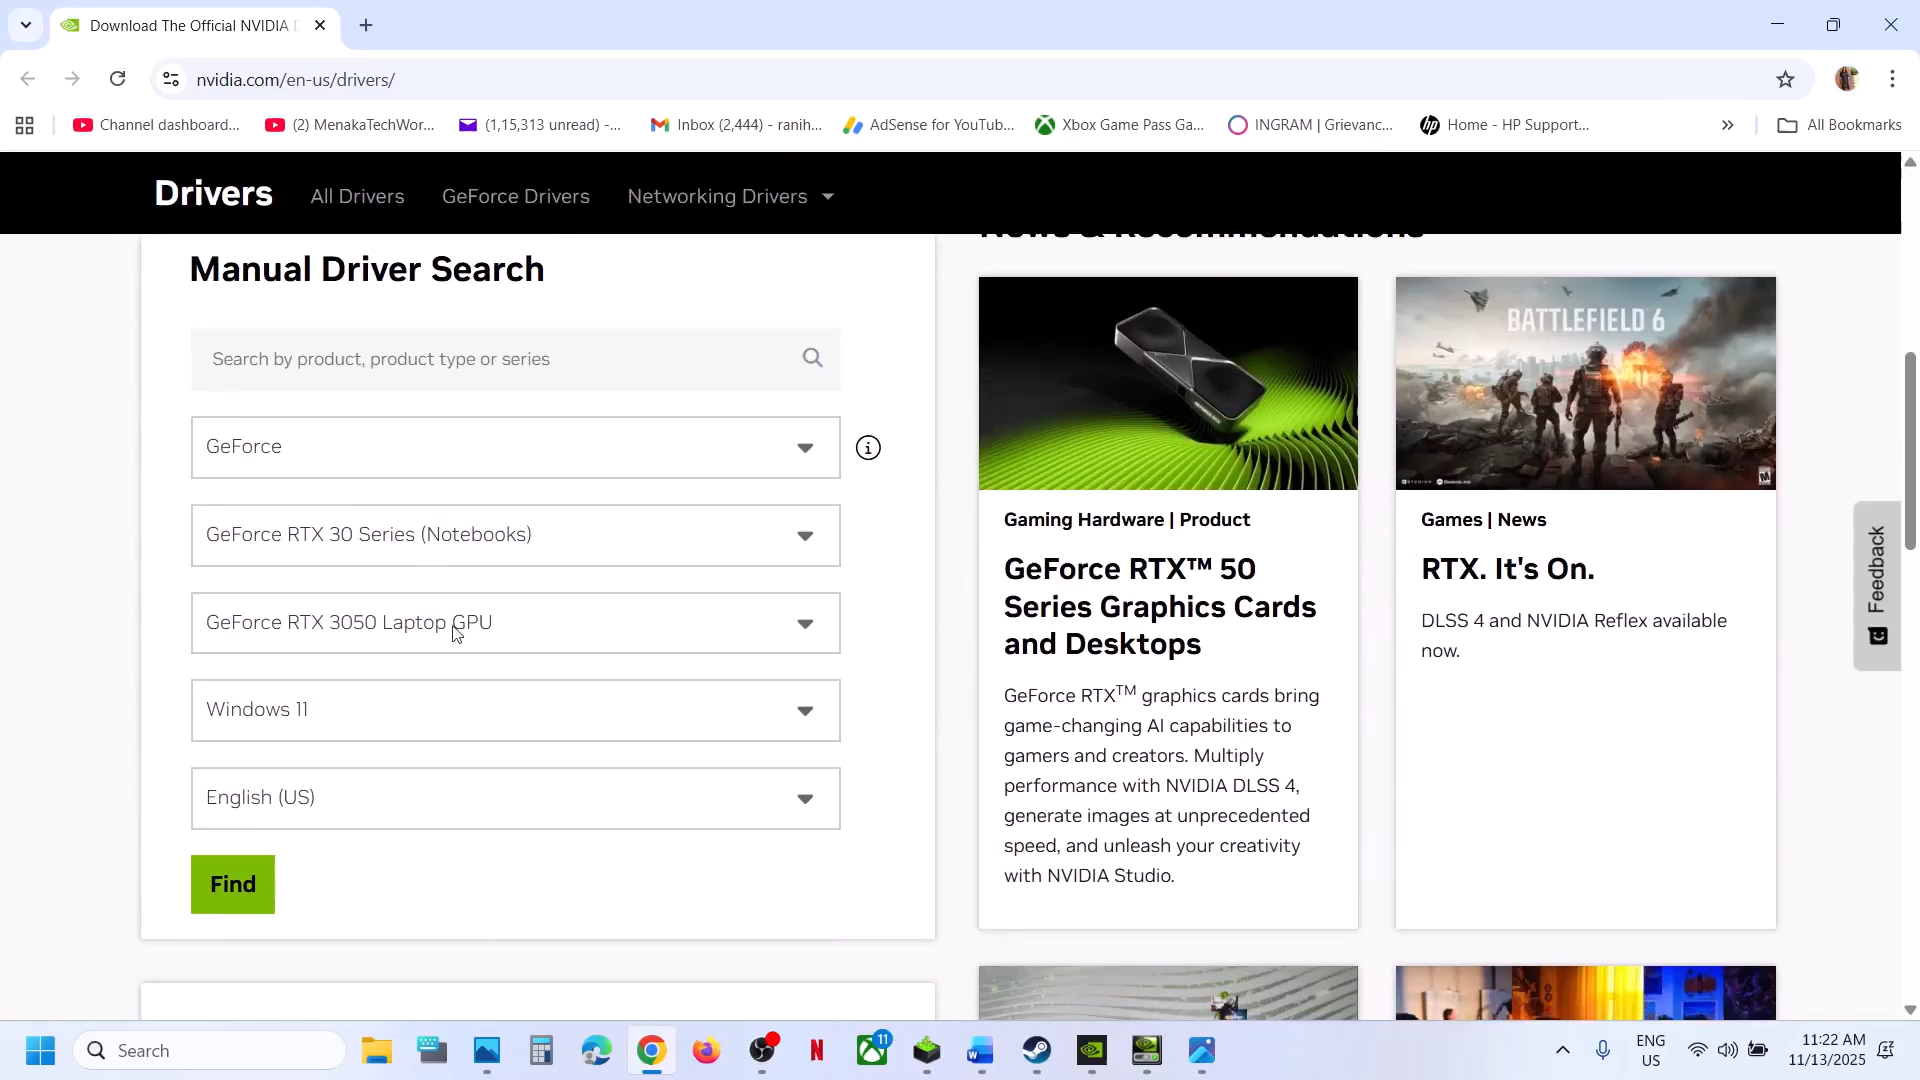 Download The Official NVIDIA D
nvidia.com/en-us/drivers/
Channel dashboard...
(2) MenakaTechWor...
(1,15,313 unread) -...
Inbox (2,444) - ranih...
AdSense for YouTub...
Xbox Game Pass Ga...
INGRAM | Grievanc...
Home - HP Support...
»
All Bookmarks
Drivers
All Drivers
GeForce Drivers
Networking Drivers
News & Recommendations
Manual Driver Search
Search by product, product type or series
GeForce
GeForce RTX 30 Series (Notebooks)
GeForce RTX 3050 Laptop GPU
Windows 11
English (US)
Find
Gaming Hardware | Product
GeForce RTX™ 50
Series Graphics Cards
and Desktops
GeForce RTX™ graphics cards bring
game-changing AI capabilities to
gamers and creators. Multiply
performance with NVIDIA DLSS 4,
generate images at unprecedented
speed, and unleash your creativity
with NVIDIA Studio.
BATTLEFIELD 6
Games | News
RTX. It's On.
DLSS 4 and NVIDIA Reflex available
now.
Feedback
Search
11
ENG
US
11:22 AM
11/13/2025